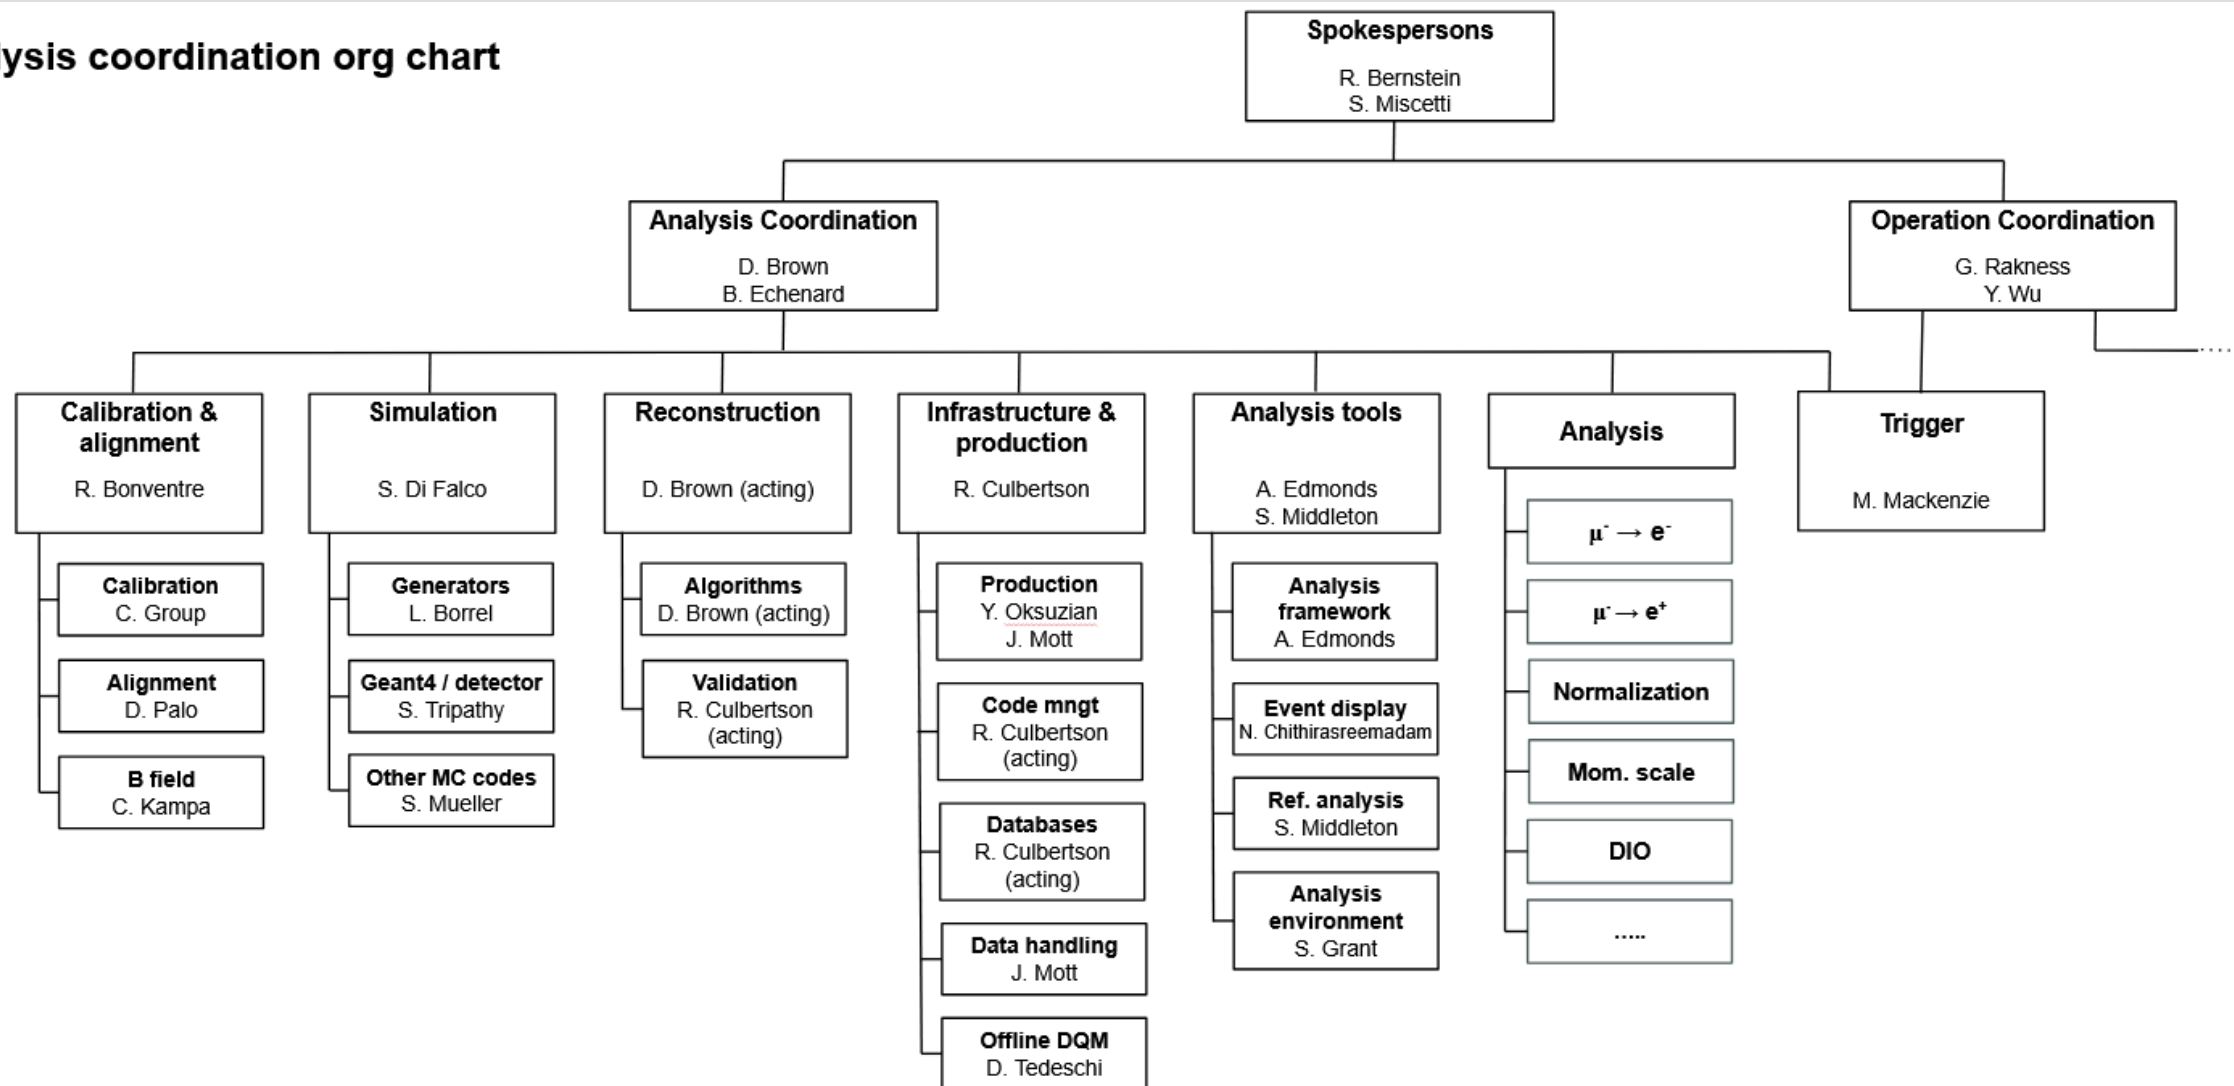 lysis coordination org chart
Spokespersons
R. Bernstein
S. Miscetti
Analysis Coordination
D. Brown
B. Echenard
Operation Coordination
G. Rakness
Y. Wu
....
Calibration &
alignment
R. Bonventre
Calibration
C. Group
Alignment
D. Palo
B field
C. Kampa
Simulation
S. Di Falco
Generators
L. Borrel
Geant4 / detector
S. Tripathy
Other MC codes
S. Mueller
Reconstruction
D. Brown (acting)
Algorithms
D. Brown (acting)
Validation
R. Culbertson
(acting)
Infrastructure &
production
R. Culbertson
Production
Y. Oksuzian
J. Mott
Code mngt
R. Culbertson
(acting)
Databases
R. Culbertson
(acting)
Data handling
J. Mott
Offline DQM
D. Tedeschi
Analysis tools
A. Edmonds
S. Middleton
Analysis
framework
A. Edmonds
Event display
N. Chithirasreemadam
Ref. analysis
S. Middleton
Analysis
environment
S. Grant
Analysis
μ⁻ → e⁻
μ⁻ → e⁺
Normalization
Mom. scale
DIO
.....
Trigger
M. Mackenzie